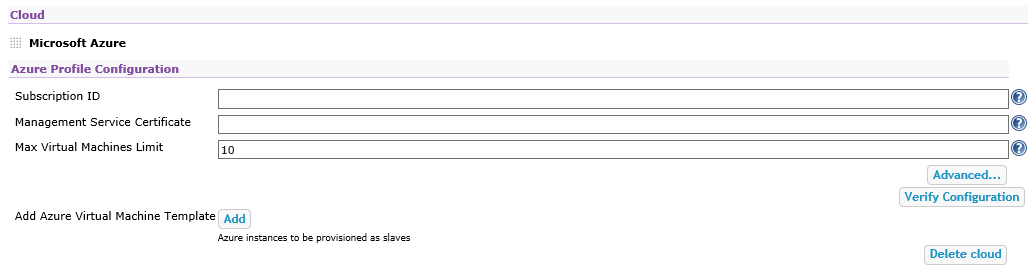 Cloud
Microsoft Azure
Azure Profile Configuration
Subscription ID
?
Management Service Certificate
?
Max Virtual Machines Limit 10
?
Advanced...
Verify Configuration
Add Azure Virtual Machine Template Add
Azure instances to be provisioned as slaves
Delete cloud